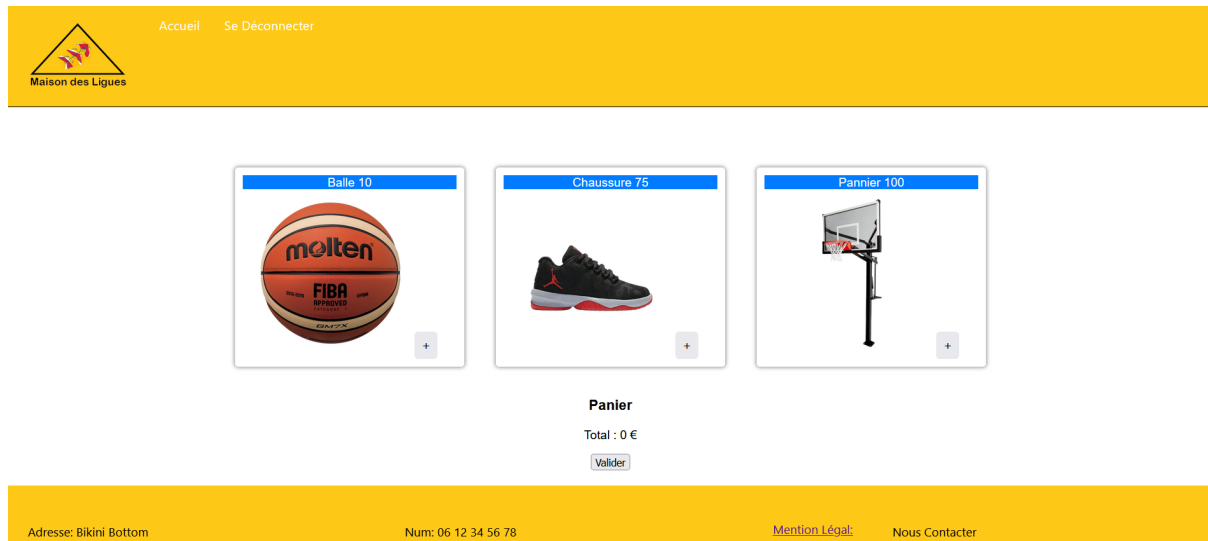 Accueil Se Déconnecter
Maison des Ligues
Balle 10
Chaussure 75
Pannier 100
molten
FIBA
APPROVED
GM7X
+
+
+
Panier
Total : 0 €
Valider
Adresse: Bikini Bottom
Num: 06 12 34 56 78
Mention Légal:
Nous Contacter